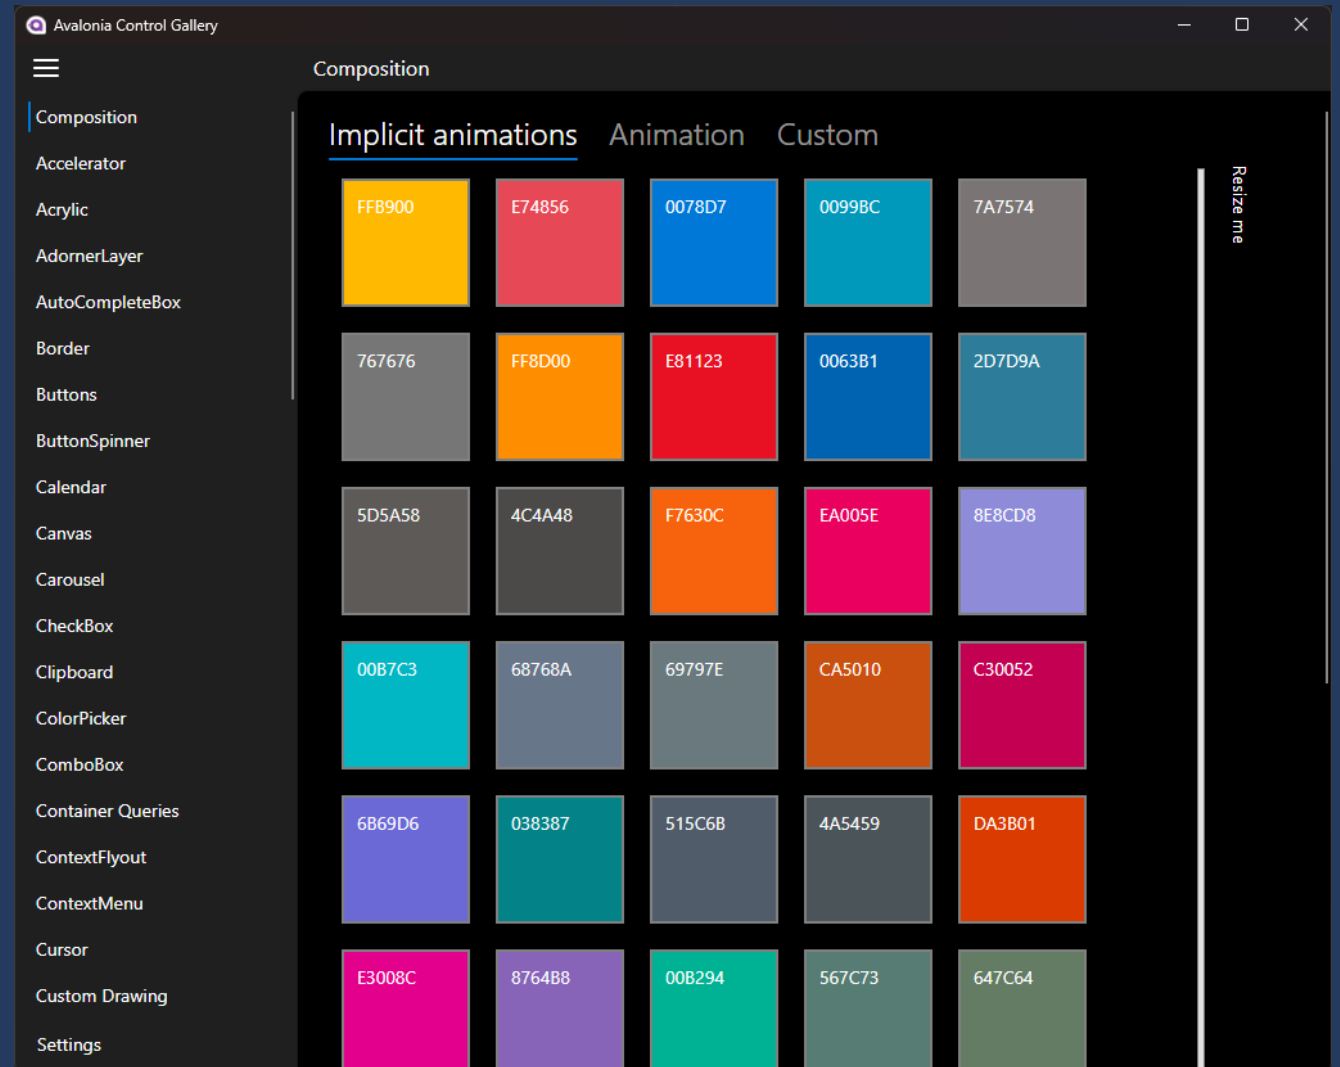 Avalonia Control Gallery
Composition
Composition
Accelerator
Acrylic
AdornerLayer
AutoCompleteBox
Border
Buttons
ButtonSpinner
Calendar
Canvas
Carousel
CheckBox
Clipboard
ColorPicker
ComboBox
Container Queries
ContextFlyout
ContextMenu
Cursor
Custom Drawing
Settings
Implicit animations Animation Custom
FFB900 E74856 0078D7 0099BC 7A7574
767676 FF8D00 E81123 0063B1 2D7D9A
5D5A58 4C4A48 F7630C EA005E 8E8CD8
00B7C3 68768A 69797E CA5010 C30052
6B69D6 038387 515C6B 4A5459 DA3B01
E3008C 8764B8 00B294 567C73 647C64
Resize me